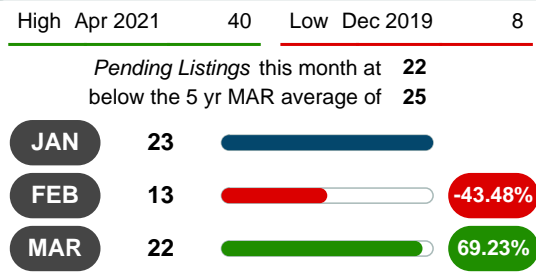 High Apr 2021 40 Low Dec 2019 8
Pending Listings this month at 22
below the 5 yr MAR average of 25
JAN 23
FEB 13 -43.48%
MAR 22 69.23%